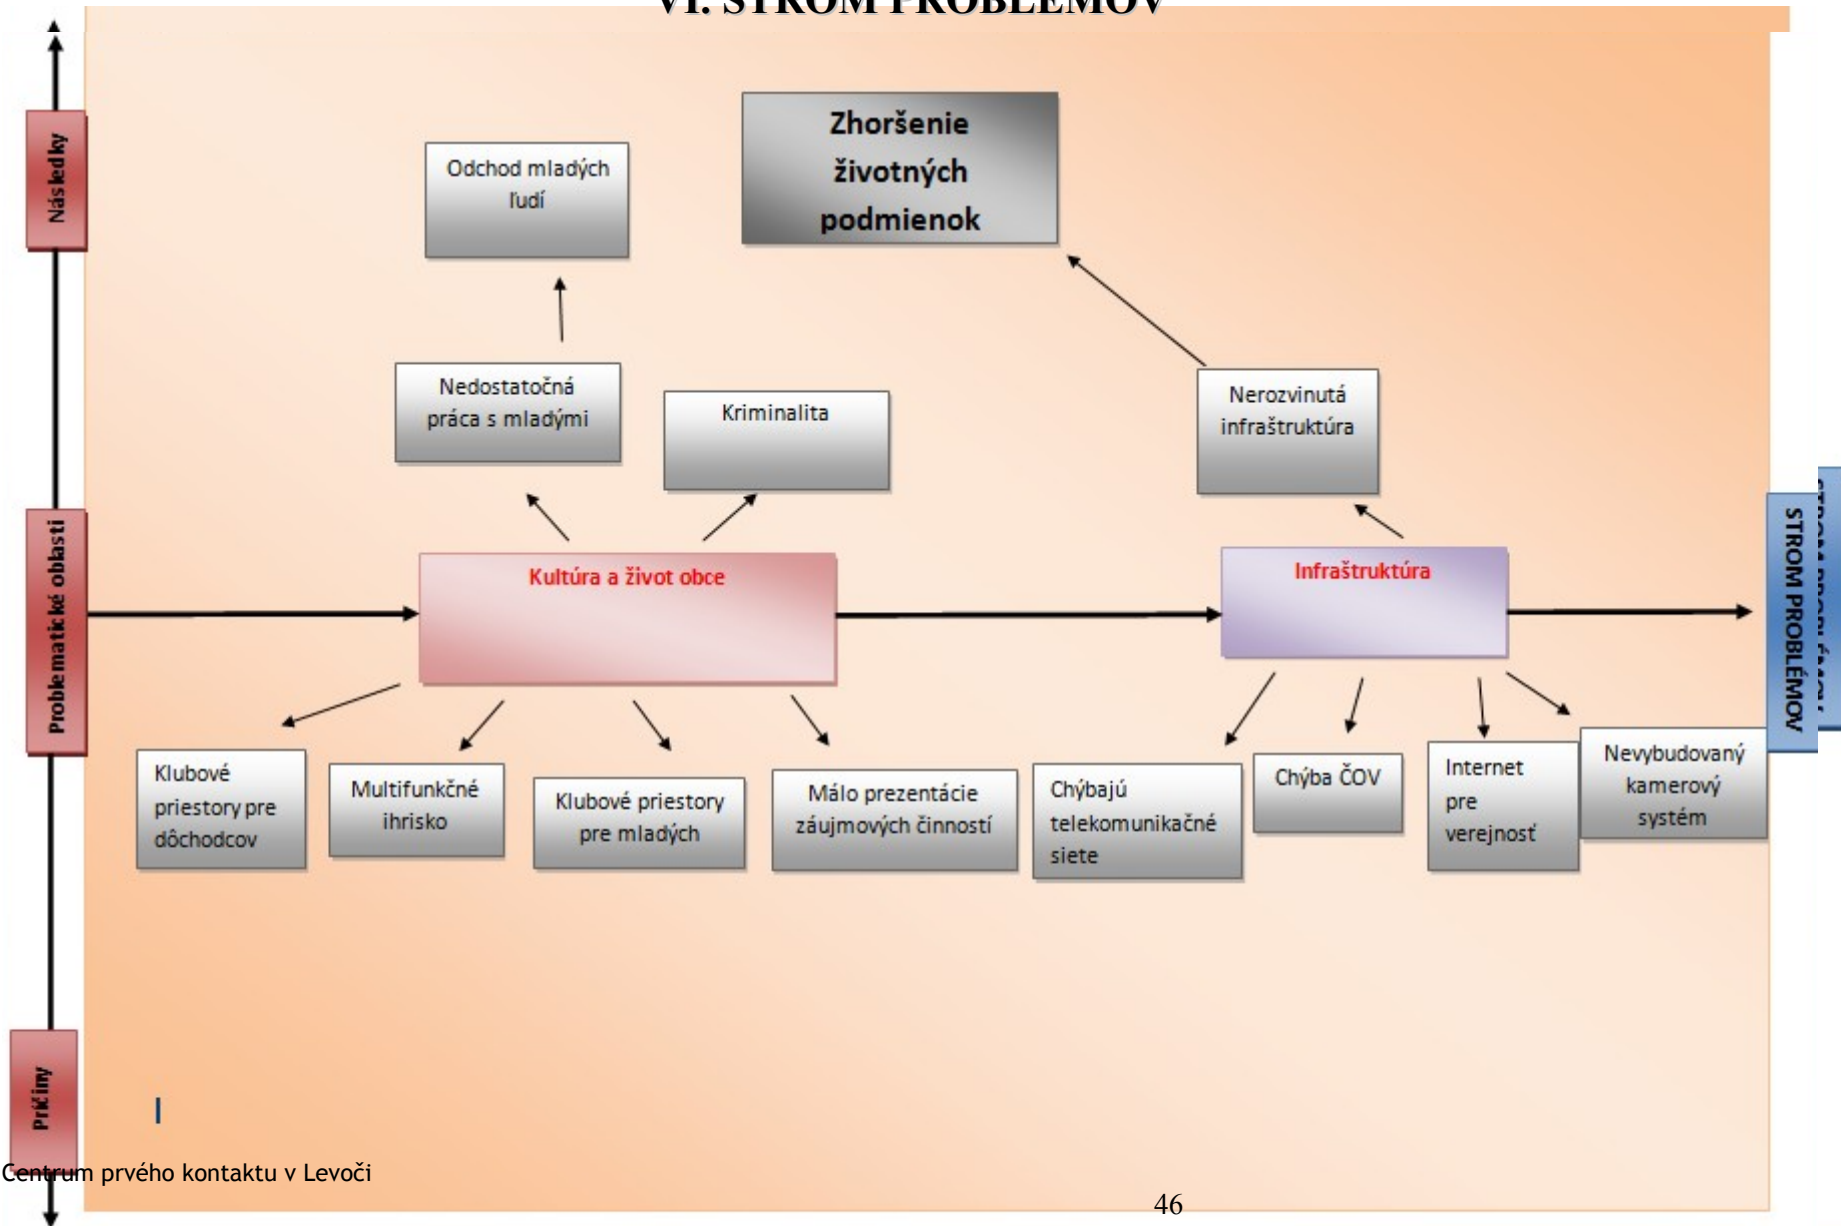 VI. STROM PROBLÉMOV
Následky
Zhoršenie
životných
podmienok
Odchod mladých
ľudí
Nedostatočná
práca s mladými
Kriminalita
Nerozvinutá
infraštruktúra
Problematické oblasti
Kultúra a život obce
Infraštruktúra
STROM PROBLÉMOV
STROM PROBLÉMOV
Klubové
priestory pre
dôchodcov
Multifunkčné
ihrisko
Klubové priestory
pre mladých
Málo prezentácie
záujmových činností
Chýbajú
telekomunikačné
siete
Chýba ČOV
Internet
pre
verejnosť
Nevybudovaný
kamerový
systém
Príčiny
I
Centrum prvého kontaktu v Levoči
46